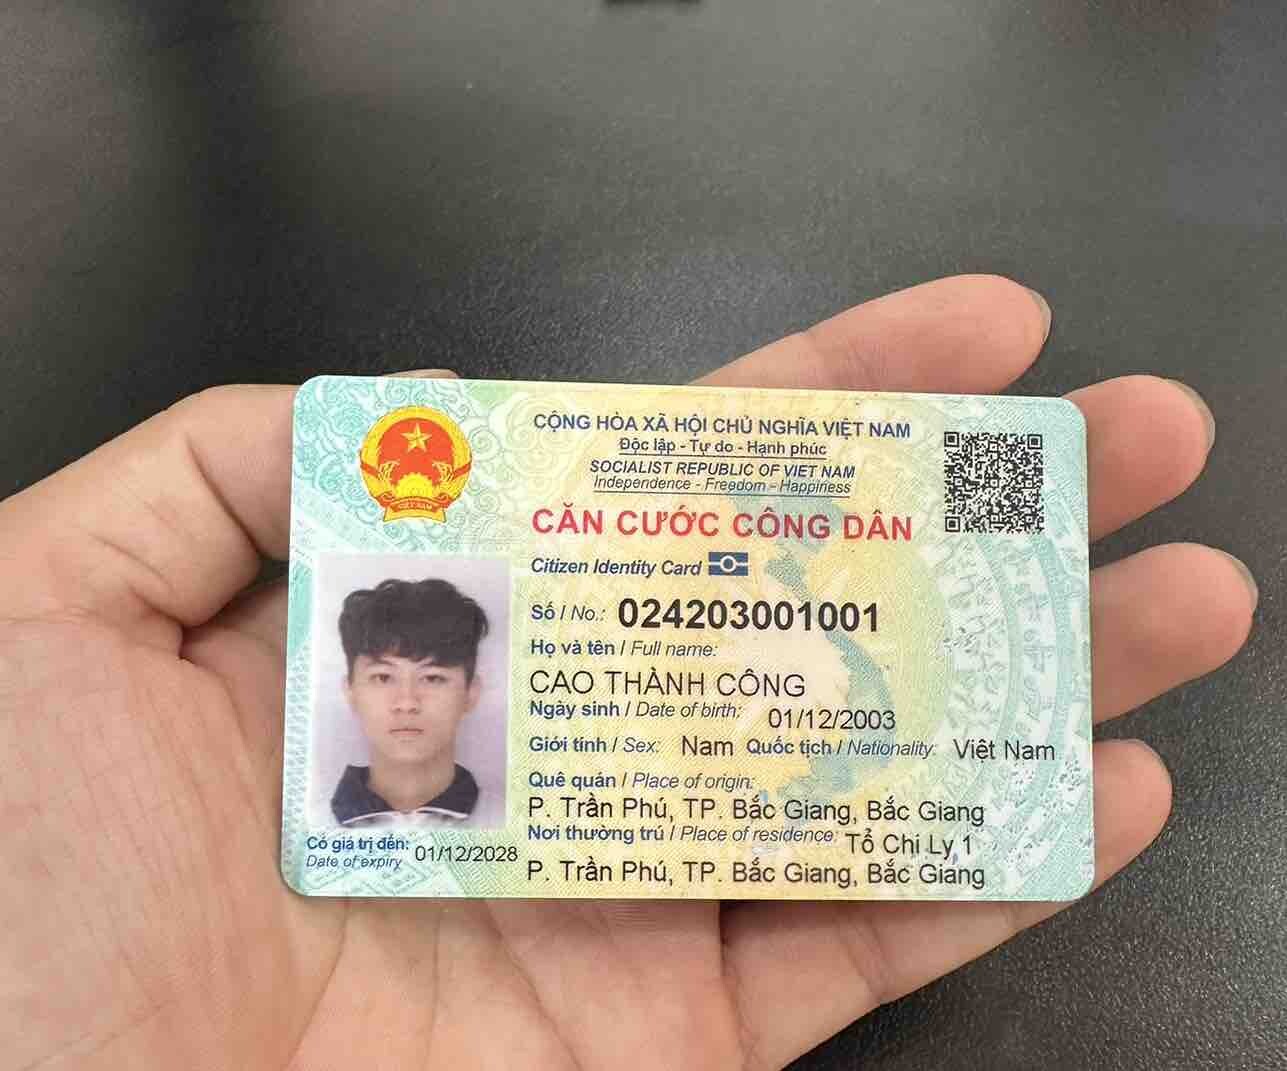 CỘNG HÒA XÃ HỘI CHỦ NGHĨA VIỆT NAM
Độc lập - Tự do - Hạnh phúc
SOCIALIST REPUBLIC OF VIET NAM
Independence - Freedom - Happiness
CĂN CƯỚC CÔNG DÂN
Citizen Identity Card
Số / No.: 024203001001
Họ và tên / Full name:
CAO THÀNH CÔNG
Ngày sinh / Date of birth: 01/12/2003
Giới tính / Sex: Nam Quốc tịch / Nationality: Việt Nam
Quê quán / Place of origin:
P. Trần Phú, TP. Bắc Giang, Bắc Giang
Nơi thường trú / Place of residence: Tổ Chi Ly 1
P. Trần Phú, TP. Bắc Giang, Bắc Giang
Có giá trị đến: 01/12/2028
Date of expiry
VIỆT NAM